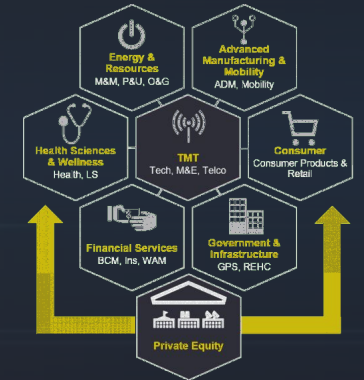 Energy &
Resources
M&M, P&U, O&G
Advanced
Manufacturing &
Mobility
ADM, Mobility
Health Sciences
& Wellness
Health, LS
TMT
Tech, M&E, Telco
Consumer
Consumer Products &
Retail
Financial Services
BCM, Ins, WAM
Government &
Infrastructure
GPS, REHC
Private Equity